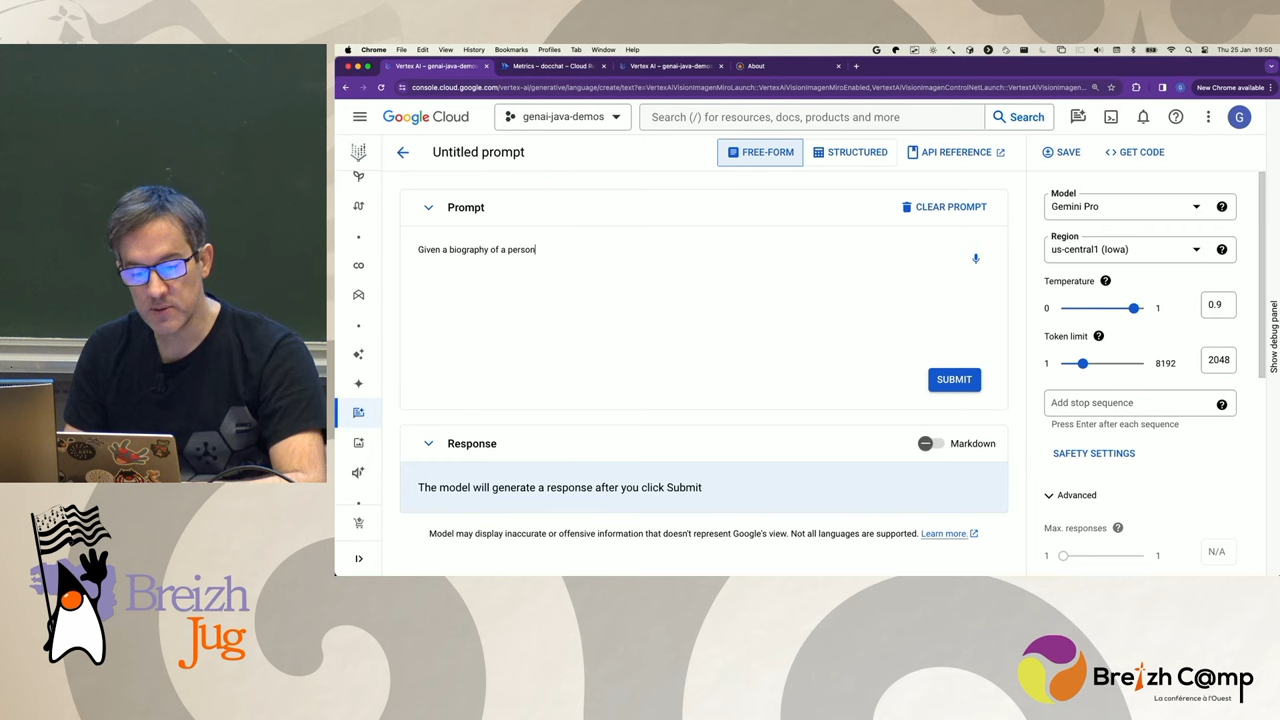 Chrome File Edit View History Bookmarks Profiles Tab Window Help
Thu 25 Jan 19:50
Vertex AI – genai-java-demos
Metrics – docchat – Cloud R
Vertex AI – genai-java-demos
About
console.cloud.google.com/vertex-ai/generative/language/create/text?e=VertexAiVisionImagenMiroLaunch::VertexAiVisionImagenMiroEnabled,VertextAiVisionImagenControlNetLaunch::VertextAiVisionImagen...
New Chrome available
Google Cloud
genai-java-demos
Search (/) for resources, docs, products and more
Search
G
Untitled prompt
FREE-FORM
STRUCTURED
API REFERENCE
SAVE
<> GET CODE
Prompt
CLEAR PROMPT
Given a biography of a person
SUBMIT
Response
Markdown
The model will generate a response after you click Submit
Model may display inaccurate or offensive information that doesn't represent Google's view. Not all languages are supported. Learn more.
Model
Gemini Pro
Region
us-central1 (Iowa)
Temperature
0 1 0.9
Token limit
1 8192 2048
Add stop sequence
Press Enter after each sequence
SAFETY SETTINGS
Advanced
Max. responses
1 1 N/A
Show debug panel
Breizh
Jug
Breizh C@mp
La conférence à l'Ouest